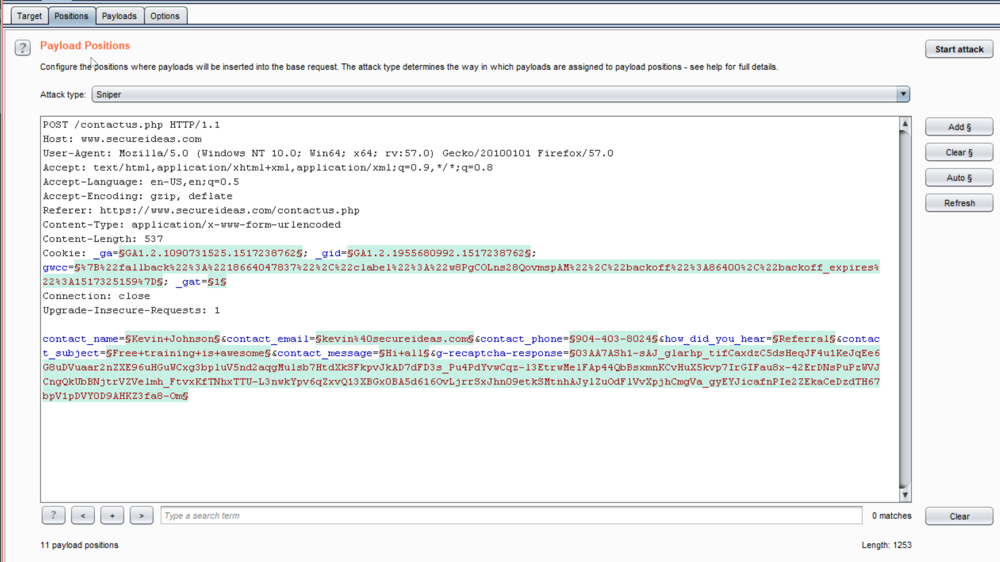 Target Positions Payloads Options
? Payload Positions Start attack
Configure the positions where payloads will be inserted into the base request. The attack type determines the way in which payloads are assigned to payload positions - see help for full details.
Attack type: Sniper
POST /contactus.php HTTP/1.1
Host: www.secureideas.com
User-Agent: Mozilla/5.0 (Windows NT 10.0; Win64; x64; rv:57.0) Gecko/20100101 Firefox/57.0
Accept: text/html,application/xhtml+xml,application/xml;q=0.9,*/*;q=0.8
Accept-Language: en-US,en;q=0.5
Accept-Encoding: gzip, deflate
Referer: https://www.secureideas.com/contactus.php
Content-Type: application/x-www-form-urlencoded
Content-Length: 537
Cookie: _ga=§GA1.2.1090731525.1517238762§; _gid=§GA1.2.1955680992.1517238762§;
gwcc=§%7B%22fallback%22%3A%2218664047837%22%2C%22clabel%22%3A%22w8PgCOLns28QovmspAM%22%2C%22backoff%22%3A86400%2C%22backoff_expires%
22%3A1517325159%7D§; _gat=§1§
Connection: close
Upgrade-Insecure-Requests: 1
contact_name=§Kevin+Johnson§&contact_email=§kevin%40secureideas.com§&contact_phone=§904-403-8024§&how_did_you_hear=§Referral§&contac
t_subject=§Free+training+is+awesome§&contact_message=§Hi+all§&g-recaptcha-response=§03AA7ASh1-sAJ_glarhp_tifCaxdzC5dsHeqJF4u1KeJqEe6
G8uDVuaar2nZXE96uHGuWCxg3bpluV5nd2aqgMulsb7HtdXkSFkpvJkAD7dFD3s_Pu4PdYvwCqz-l3EtrwMelFAp44QbBsxmnKCvHuX5kvp7IrGIFau8x-42ErDNsPuPzWVJ
CngQkUbBNjtrVZVelmh_FtvxKfTNhxTTU-L3nwkYpv6qZxvQ13XBGx0BA5d616OvLjrrSxJhn09etkSMtnhAJylZuOdFlVvXpjhCmgVa_gyEYJicafnPIe2ZEkaCeDzdTH67
bpV1pDVY0D9AHKZ3fa8-Om§
Add §
Clear §
Auto §
Refresh
? < + > Type a search term 0 matches Clear
11 payload positions Length: 1253